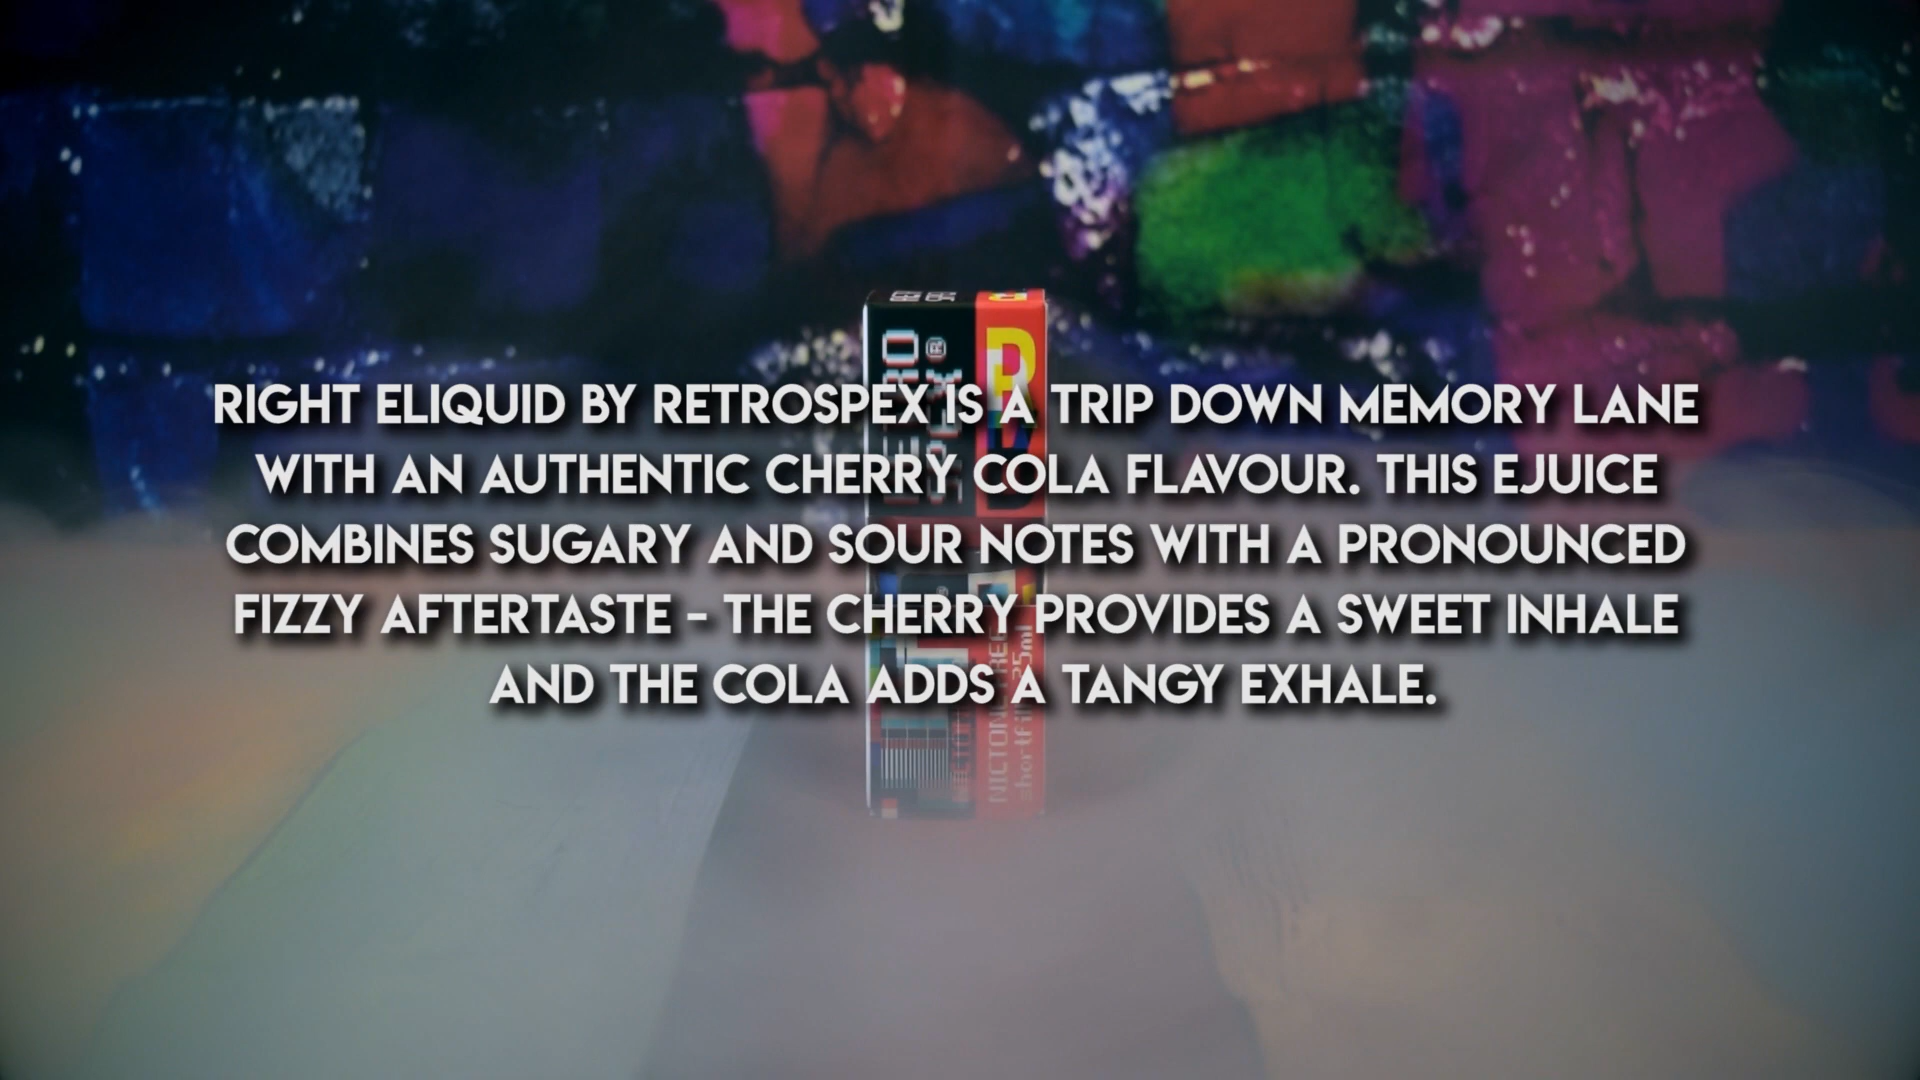 RIGHT ELIQUID BY RETROSPEX IS A TRIP DOWN MEMORY LANE
WITH AN AUTHENTIC CHERRY COLA FLAVOUR. THIS EJUICE
COMBINES SUGARY AND SOUR NOTES WITH A PRONOUNCED
FIZZY AFTERTASTE - THE CHERRY PROVIDES A SWEET INHALE
AND THE COLA ADDS A TANGY EXHALE.